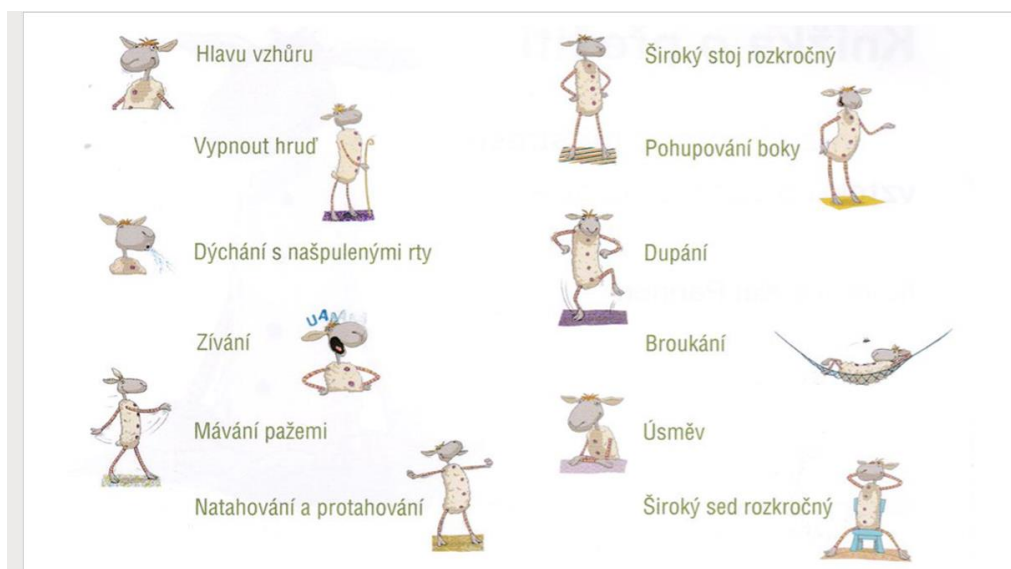 Hlavu vzhůru
Vypnout hruď
Dýchání s našpulenými rty
Zívání
Mávání pažemi
Natahování a protahování
Široký stoj rozkročný
Pohupování boky
Dupání
Broukání
Úsměv
Široký sed rozkročný